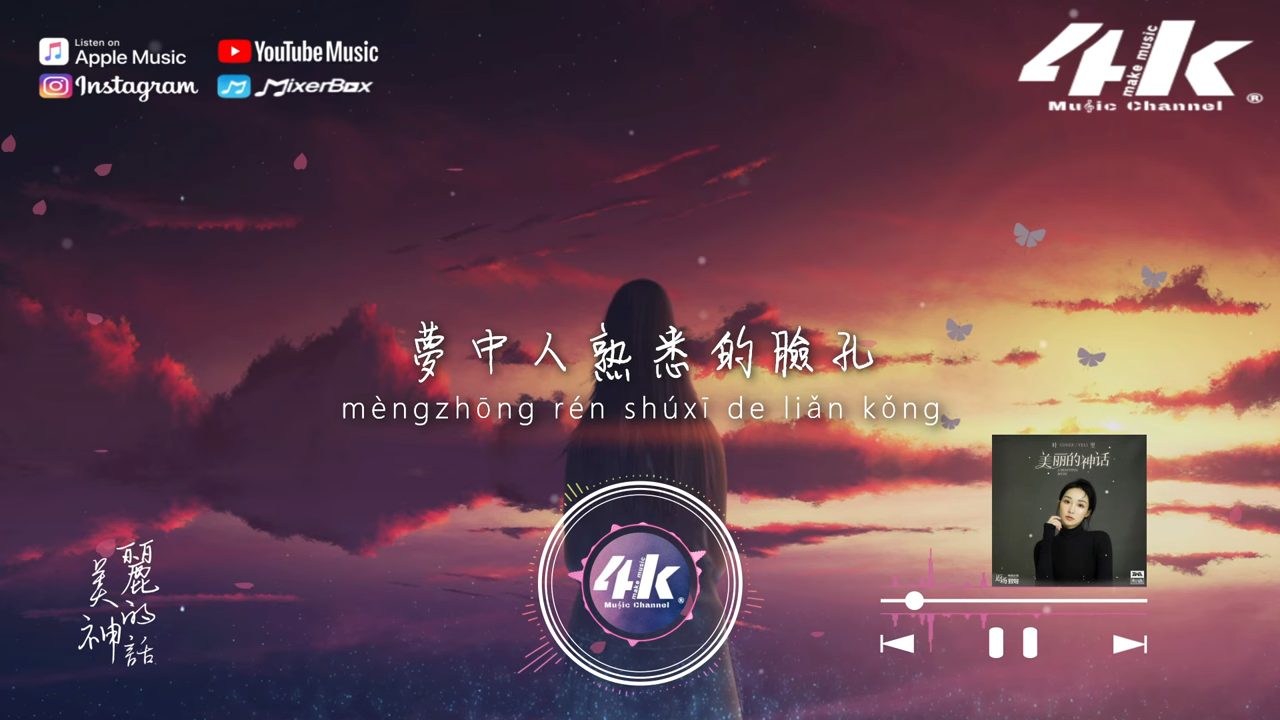 Listen on
Apple Music
YouTube Music
Instagram
MixerBox
4k
make music
Music Channel
®
夢中人熟悉的臉孔
mèngzhōng rén shúxī de liǎn kǒng
美丽的神话
4k
make music
Music Channel
®
美麗的神話